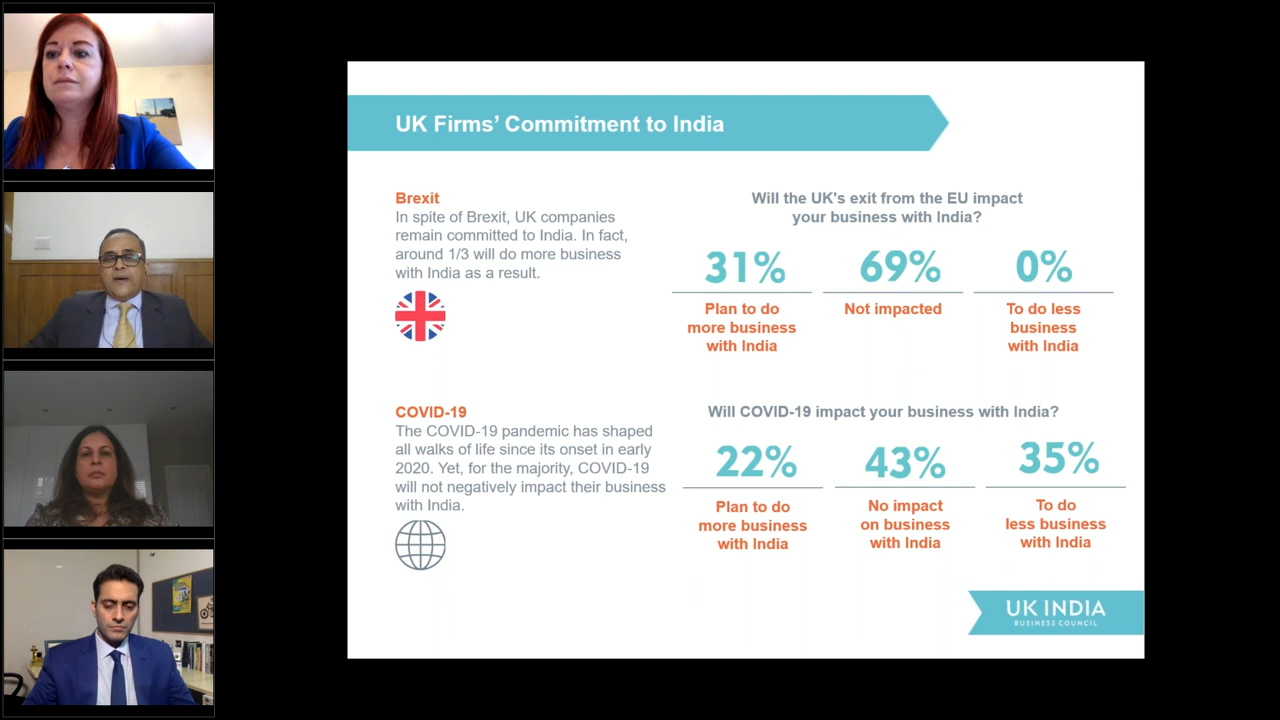 UK Firms’ Commitment to India
Brexit
In spite of Brexit, UK companies
remain committed to India. In fact,
around 1/3 will do more business
with India as a result.
Will the UK's exit from the EU impact
your business with India?
31%
Plan to do
more business
with India
69%
Not impacted
0%
To do less
business
with India
COVID-19
The COVID-19 pandemic has shaped
all walks of life since its onset in early
2020. Yet, for the majority, COVID-19
will not negatively impact their business
with India.
Will COVID-19 impact your business with India?
22%
Plan to do
more business
with India
43%
No impact
on business
with India
35%
To do
less business
with India
UK INDIA
BUSINESS COUNCIL